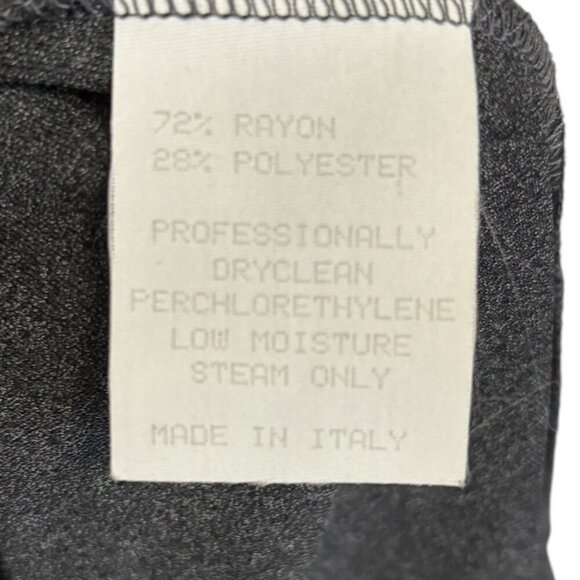 72% RAYON
28% POLYESTER
PROFESSIONALLY
DRYCLEAN
PERCHLORETHYLENE
LOW MOISTURE
STEAM ONLY
MADE IN ITALY